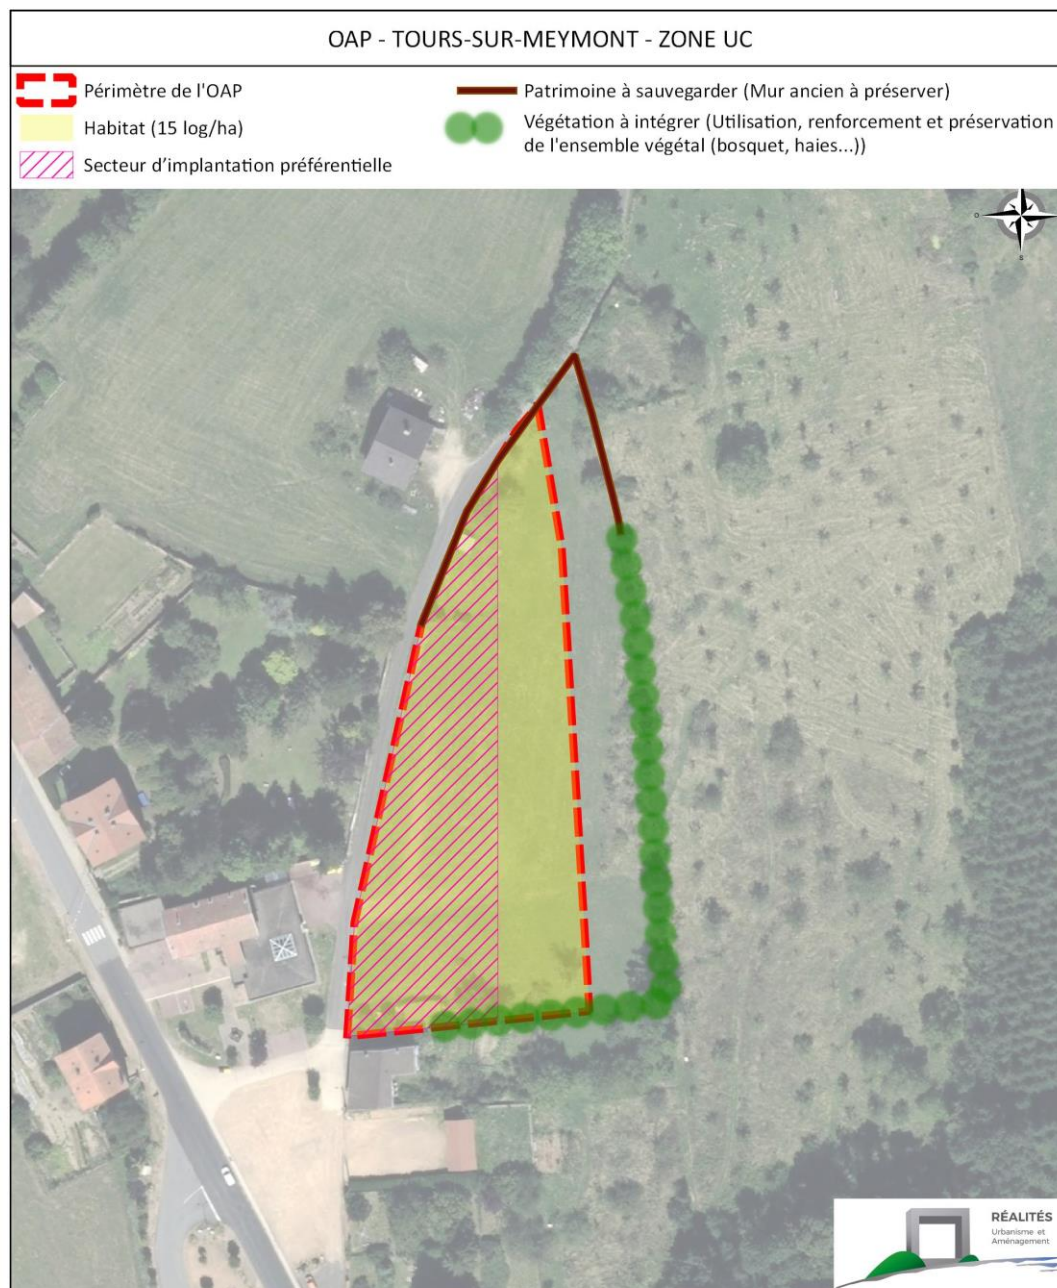 OAP - TOURS-SUR-MEYMONT - ZONE UC
Périmètre de l'OAP
Habitat (15 log/ha)
Secteur d’implantation préférentielle
Patrimoine à sauvegarder (Mur ancien à préserver)
Végétation à intégrer (Utilisation, renforcement et préservation
de l'ensemble végétal (bosquet, haies...))
O
S
RÉALITÉS
Urbanisme et
Aménagement